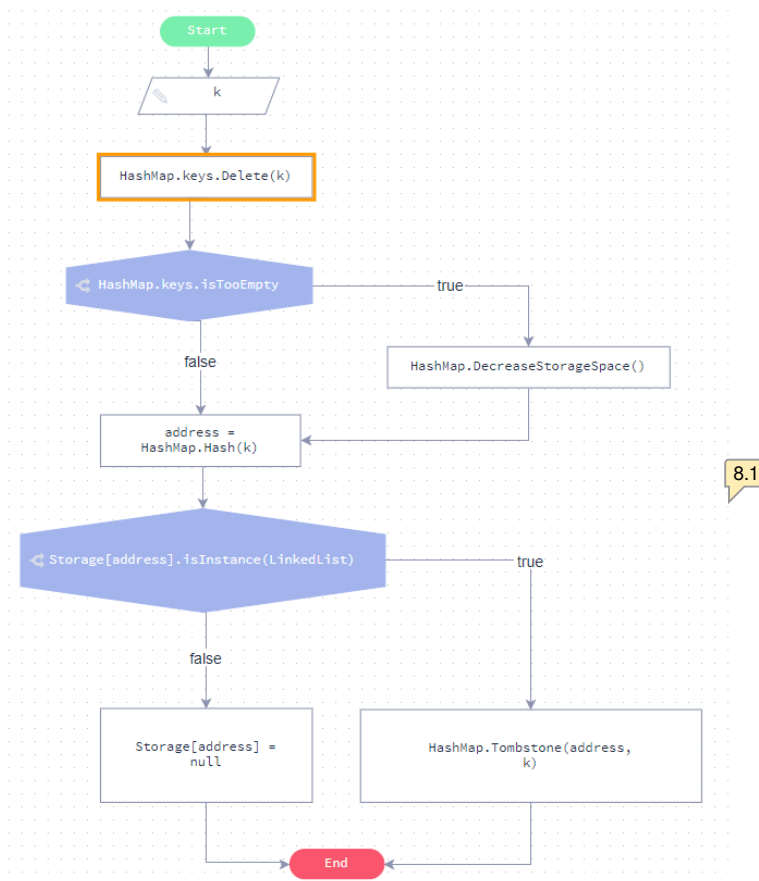 Start
k
HashMap.keys.Delete(k)
HashMap.keys.isTooEmpty
true
false
HashMap.DecreaseStorageSpace()
address =
HashMap.Hash(k)
8.1
Storage[address].isInstance(LinkedList)
true
false
Storage[address] =
null
HashMap.Tombstone(address,
k)
End